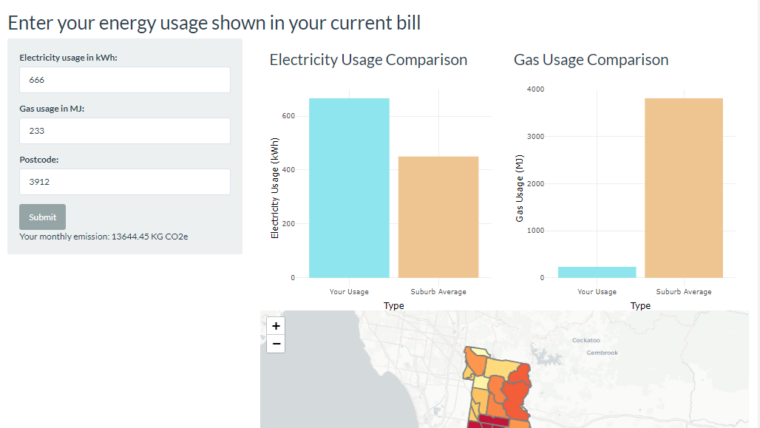 Enter your energy usage shown in your current bill
Electricity usage in kWh:
666
Gas usage in MJ:
233
Postcode:
3912
Submit
Your monthly emission: 13644.45 KG CO2e
Electricity Usage Comparison
Electricity Usage (kWh)
600
400
200
0
Your Usage
Suburb Average
Type
Gas Usage Comparison
Gas Usage (MJ)
4000
3000
2000
1000
0
Your Usage
Suburb Average
Type
+
−
Cockatoo
Gembrook